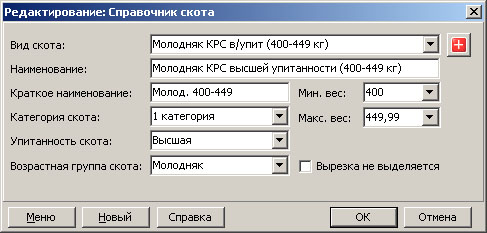 Редактирование: Справочник скота
Вид скота: Молодняк КРС в/упит (400-449 кг)
Наименование: Молодняк КРС высшей упитанности (400-449 кг)
Краткое наименование: Молод. 400-449 Мин. вес: 400
Категория скота: 1 категория Макс. вес: 449,99
Упитанность скота: Высшая
Возрастная группа скота: Молодняк Вырезка не выделяется
Меню Новый Справка ОК Отмена